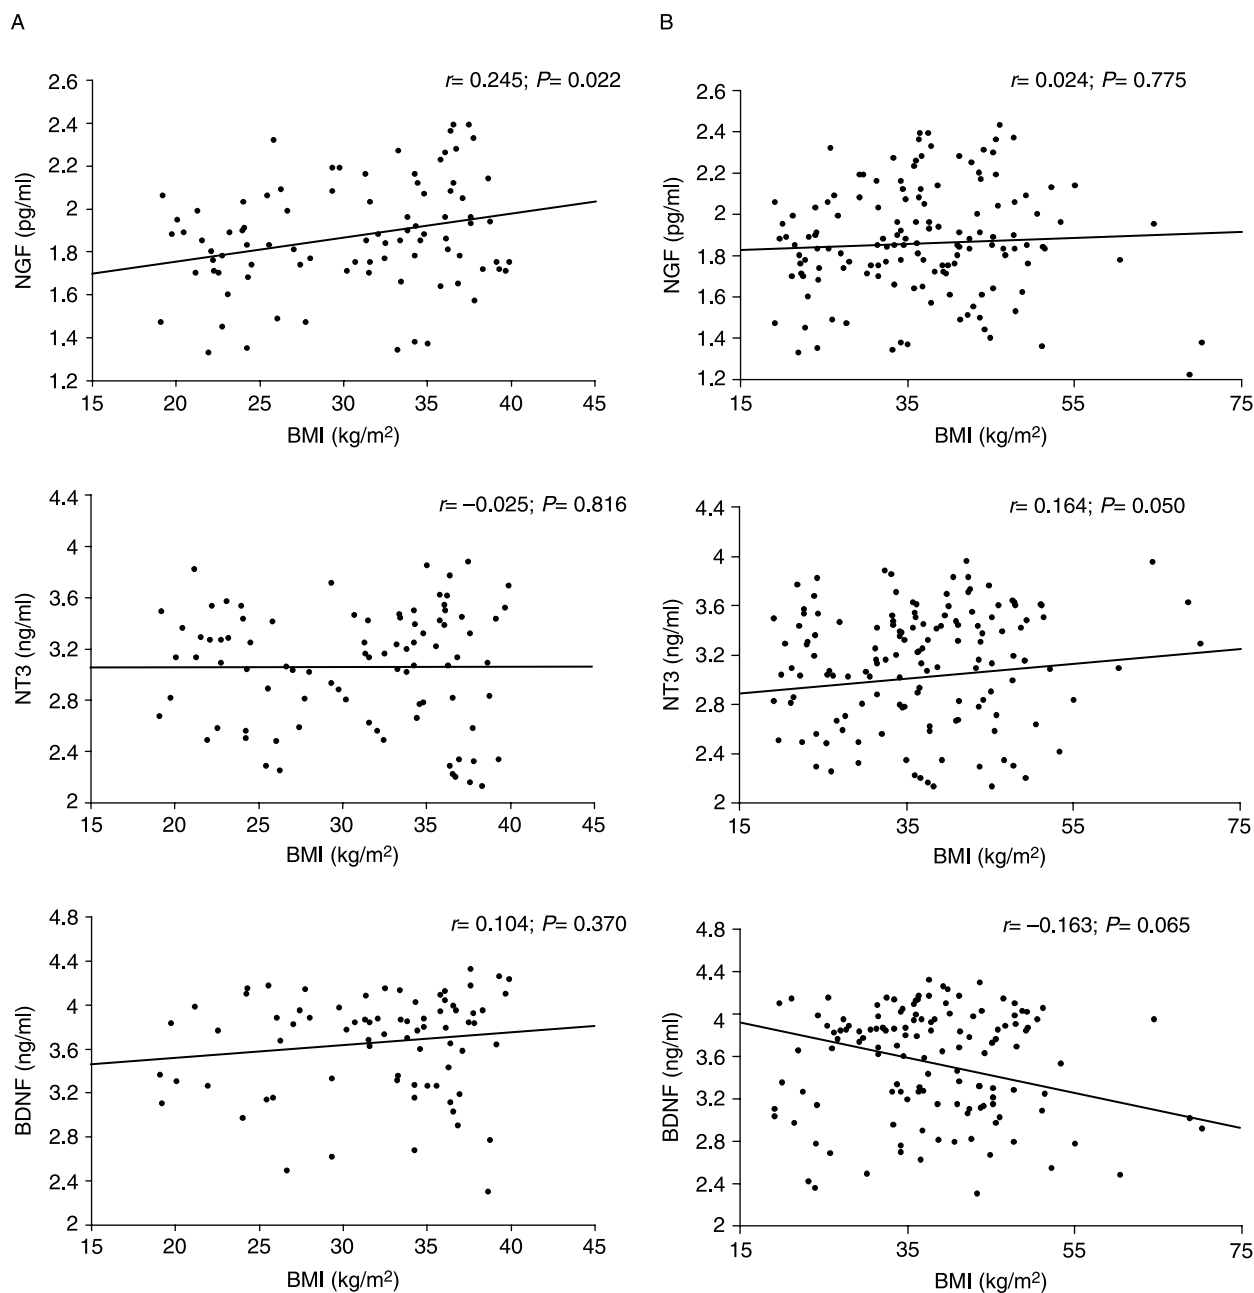 A
r= 0.245; P= 0.022
2.6
2.4
2.2
2
1.8
1.6
1.4
1.2
NGF (pg/ml)
15 20 25 30 35 40 45
BMI (kg/m²)
B
r= 0.024; P= 0.775
2.6
2.4
2.2
2
1.8
1.6
1.4
1.2
NGF (pg/ml)
15 35 55 75
BMI (kg/m²)
r= −0.025; P= 0.816
4.4
4
3.6
3.2
2.8
2.4
2
NT3 (ng/ml)
15 20 25 30 35 40 45
BMI (kg/m²)
r= 0.164; P= 0.050
4.4
4
3.6
3.2
2.8
2.4
2
NT3 (ng/ml)
15 35 55 75
BMI (kg/m²)
r= 0.104; P= 0.370
4.8
4.4
4.0
3.6
3.2
2.8
2.4
2
BDNF (ng/ml)
15 20 25 30 35 40 45
BMI (kg/m²)
r= −0.163; P= 0.065
4.8
4.4
4.0
3.6
3.2
2.8
2.4
2
BDNF (ng/ml)
15 35 55 75
BMI (kg/m²)